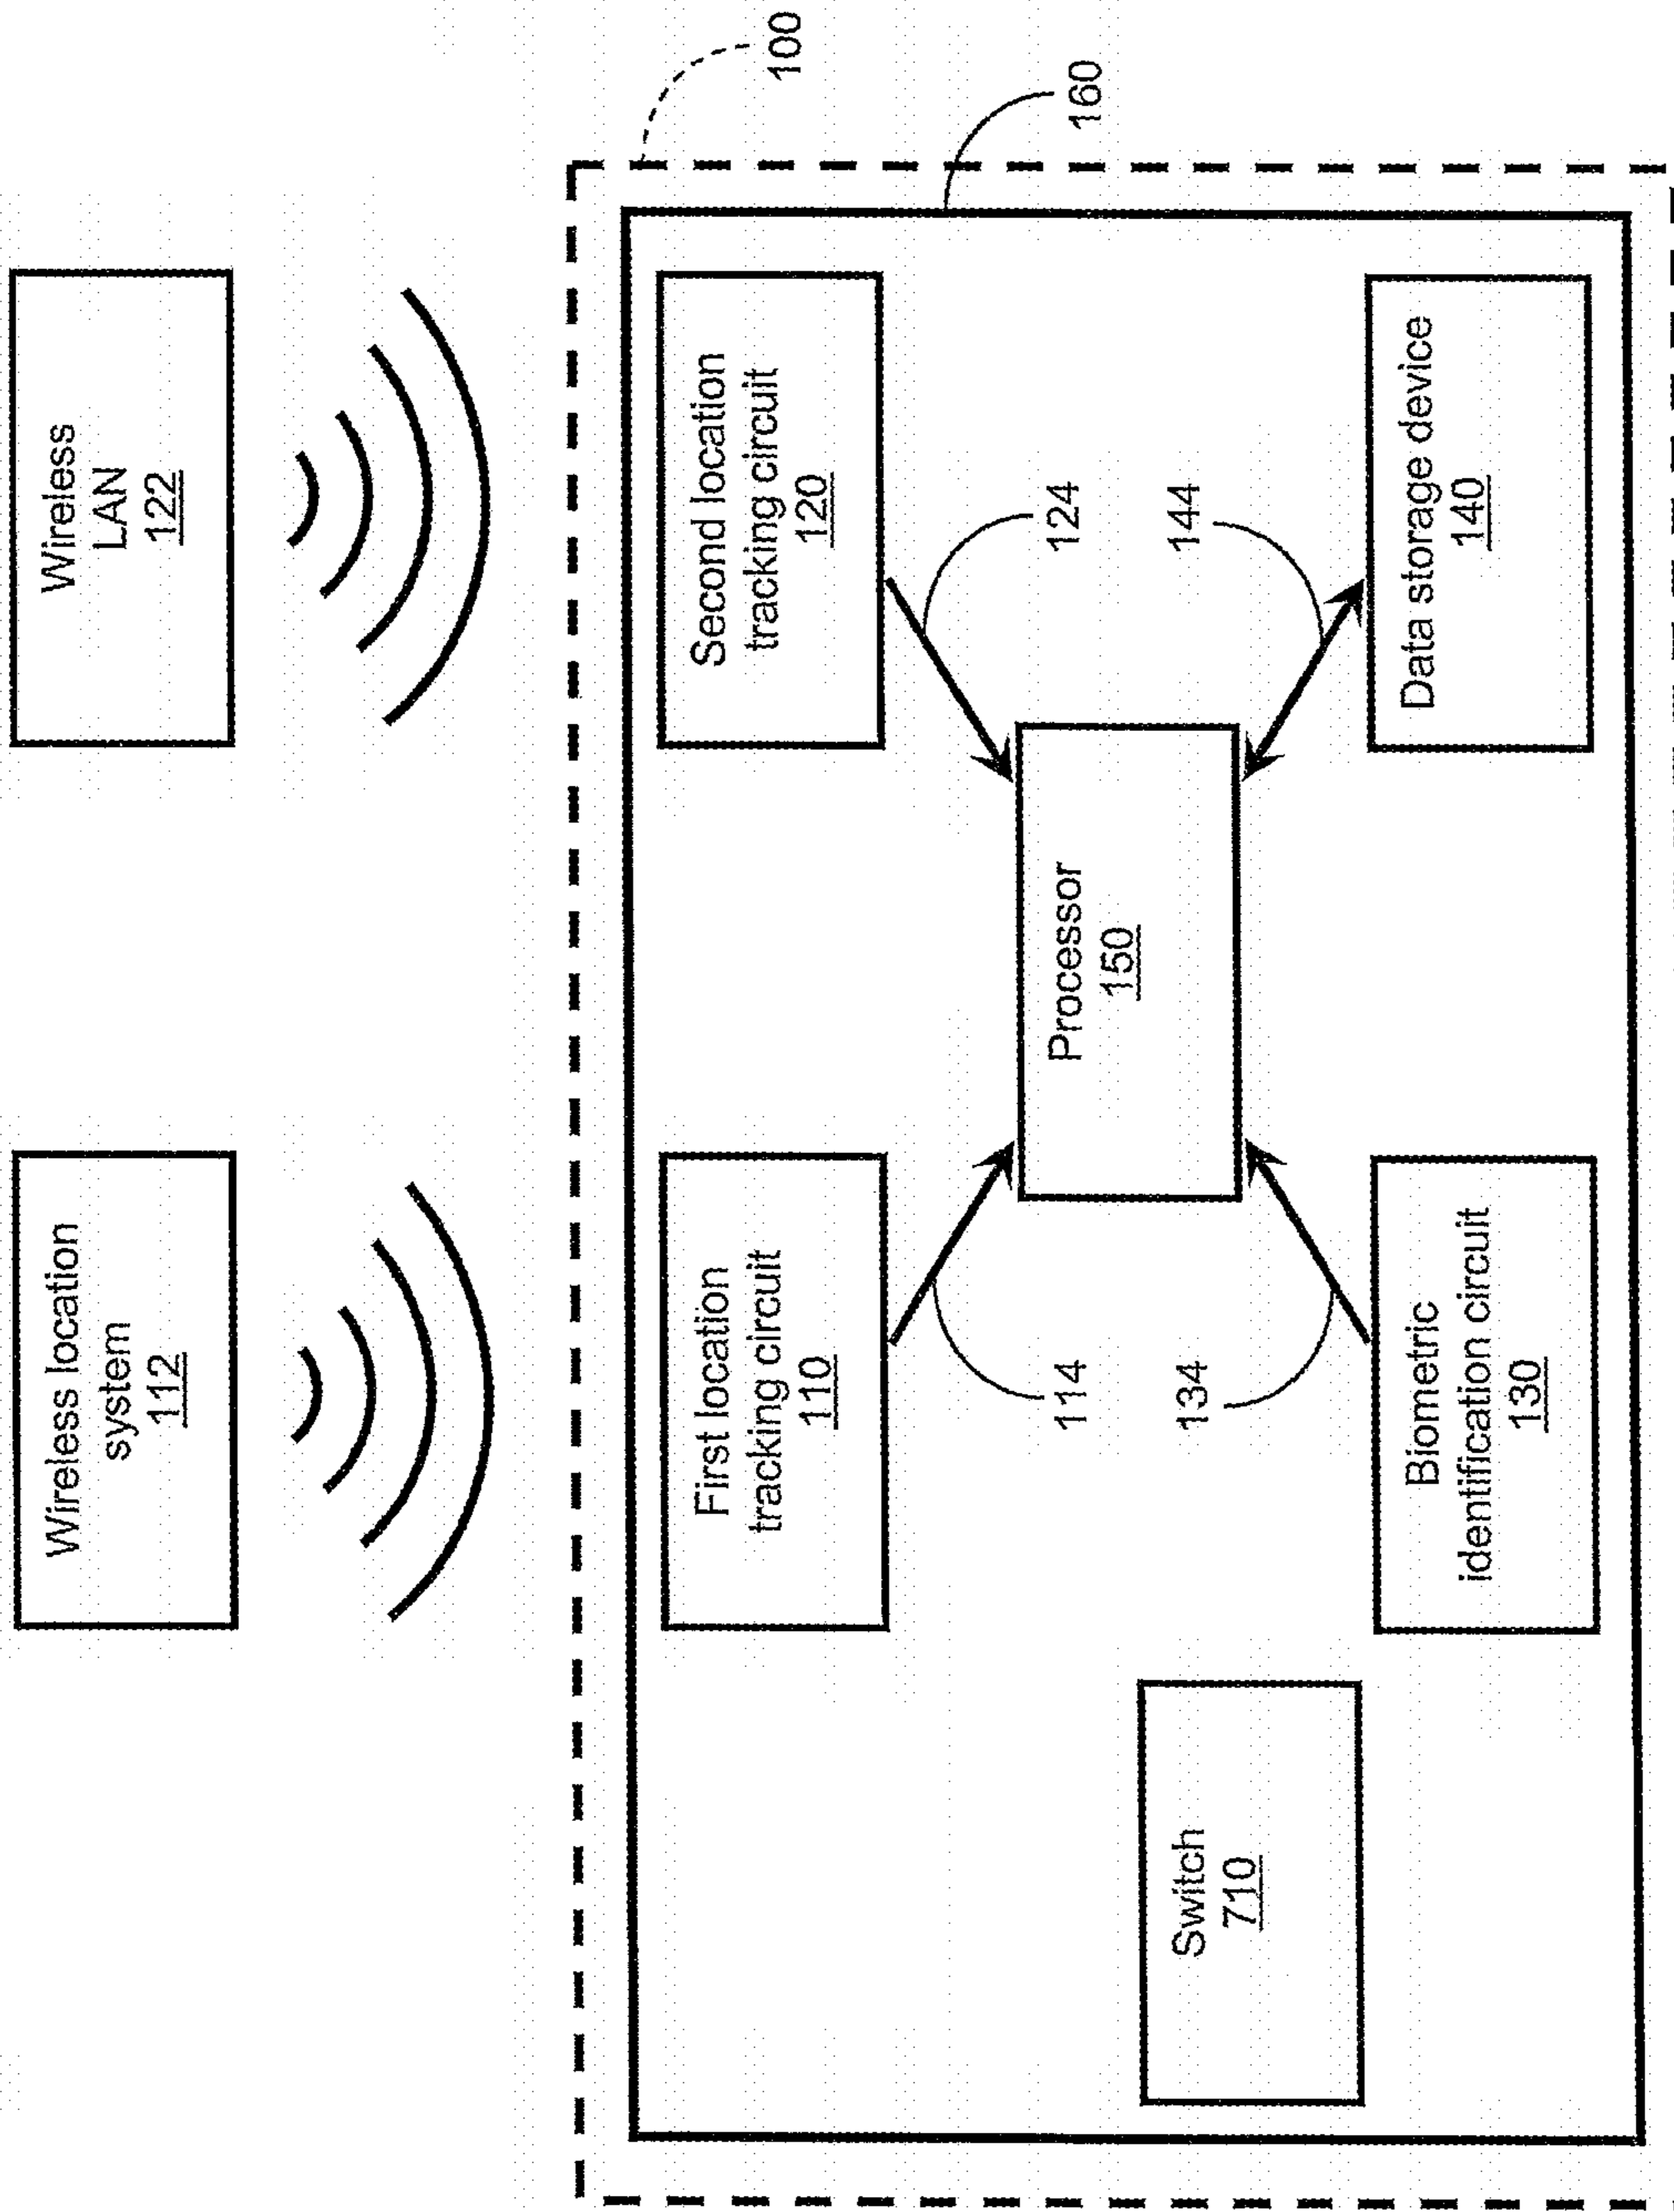 Wireless location
system
112
Wireless
LAN
122
100
160
First location
tracking circuit
110
Second location
tracking circuit
120
114
124
Processor
150
134
144
Switch
710
Biometric
identification circuit
130
Data storage device
140